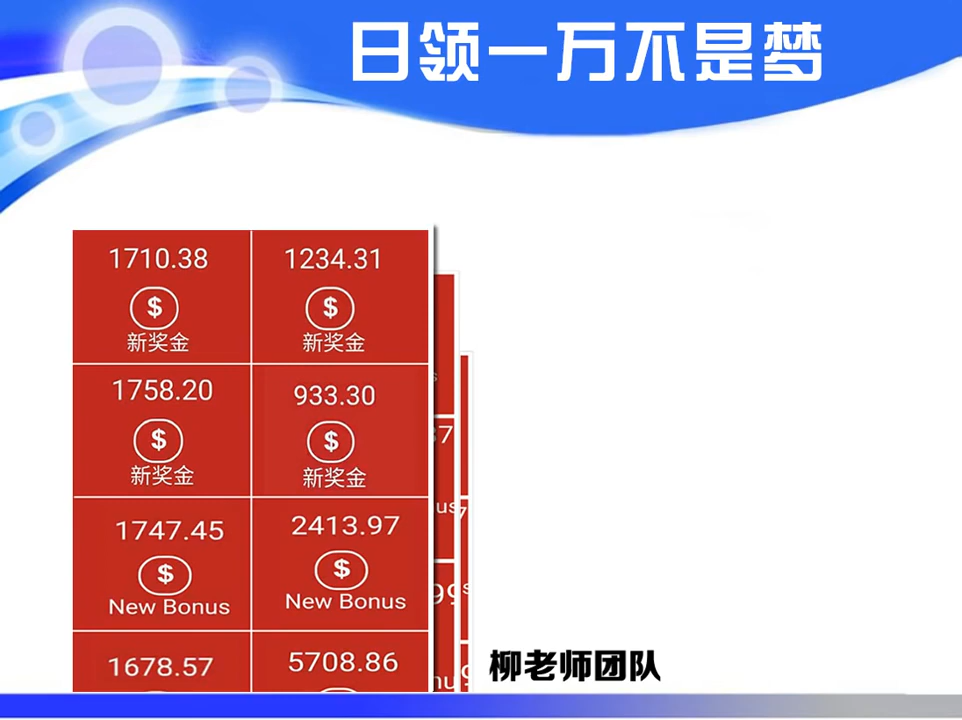 日领一万不是梦
1710.38 1234.31
$ $
新奖金 新奖金
1758.20 933.30
$ $
新奖金 新奖金
1747.45 2413.97
$ $
New Bonus New Bonus
1678.57 5708.86
柳老师团队